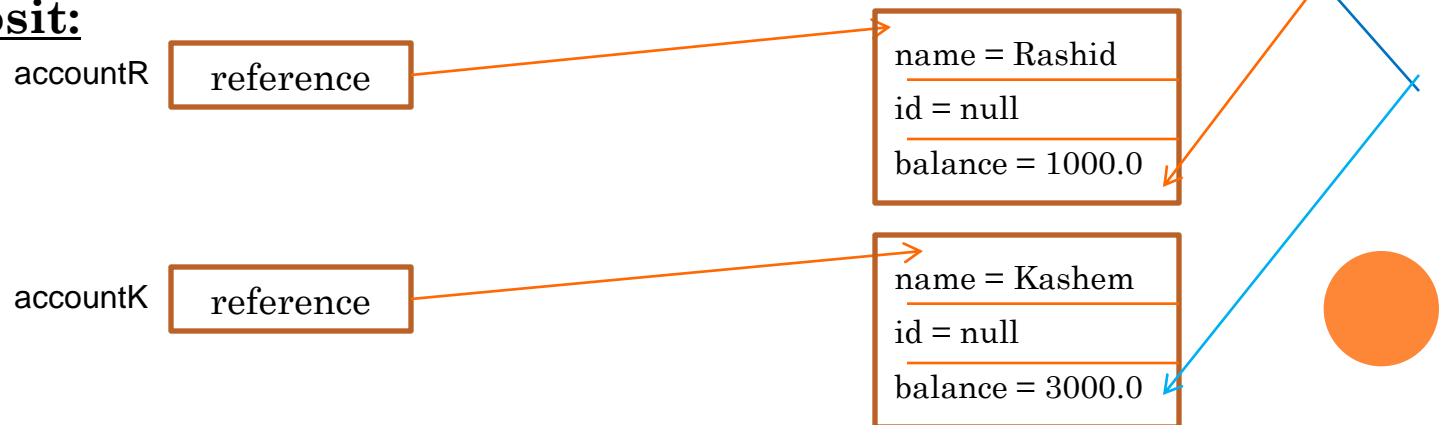 osit:
accountR
reference
name = Rashid
id = null
balance = 1000.0
accountK
reference
name = Kashem
id = null
balance = 3000.0